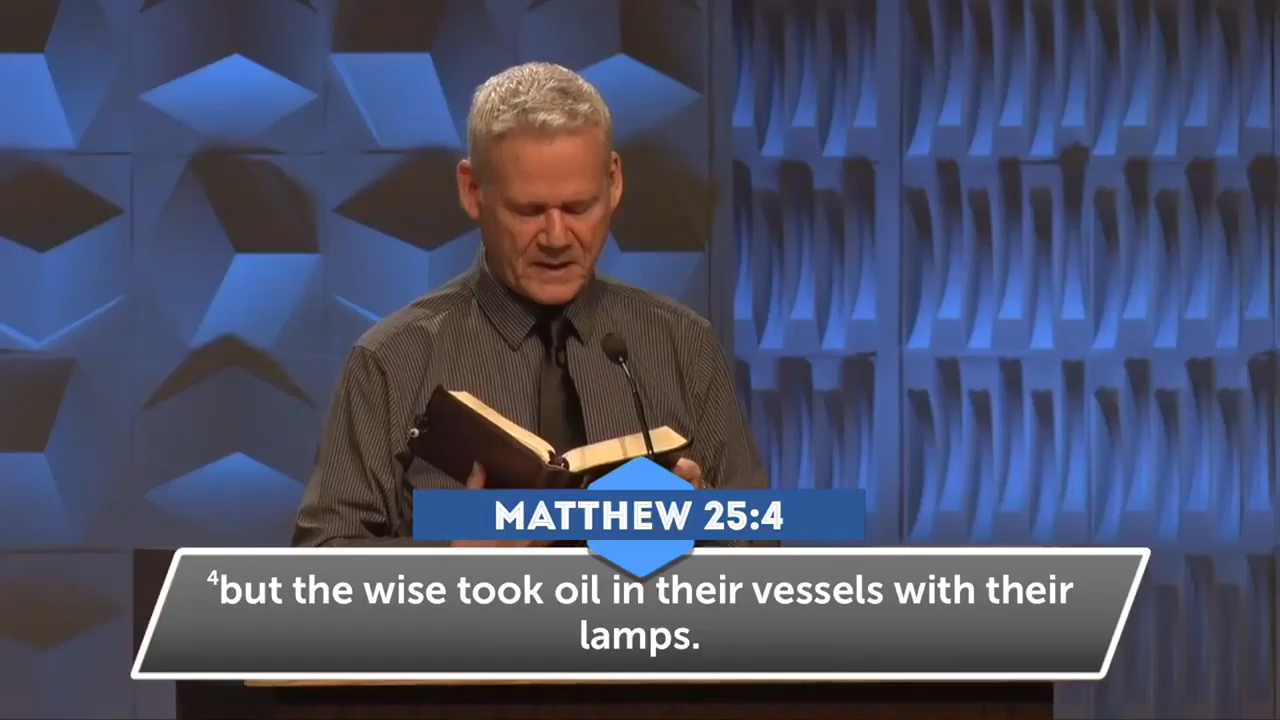 MATTHEW 25:4
⁴but the wise took oil in their vessels with their
lamps.